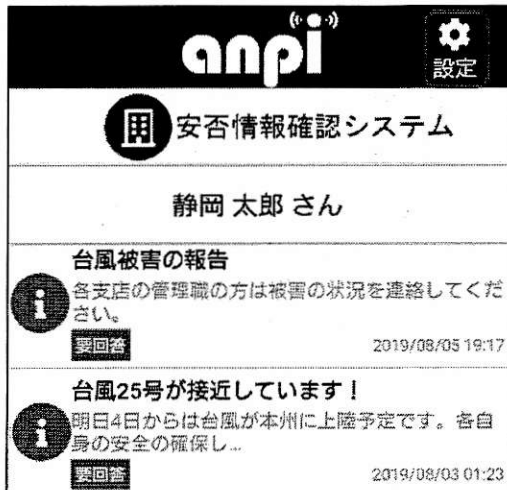 anpi
設定
安否情報確認システム
静岡 太郎 さん
台風被害の報告
各支店の管理職の方は被害の状況を連絡してくだ
さい。
要回答
2019/08/05 19:17
台風25号が接近しています！
明日4日からは台風が本州に上陸予定です。各自
身の安全の確保し...
要回答
2019/08/03 01:23